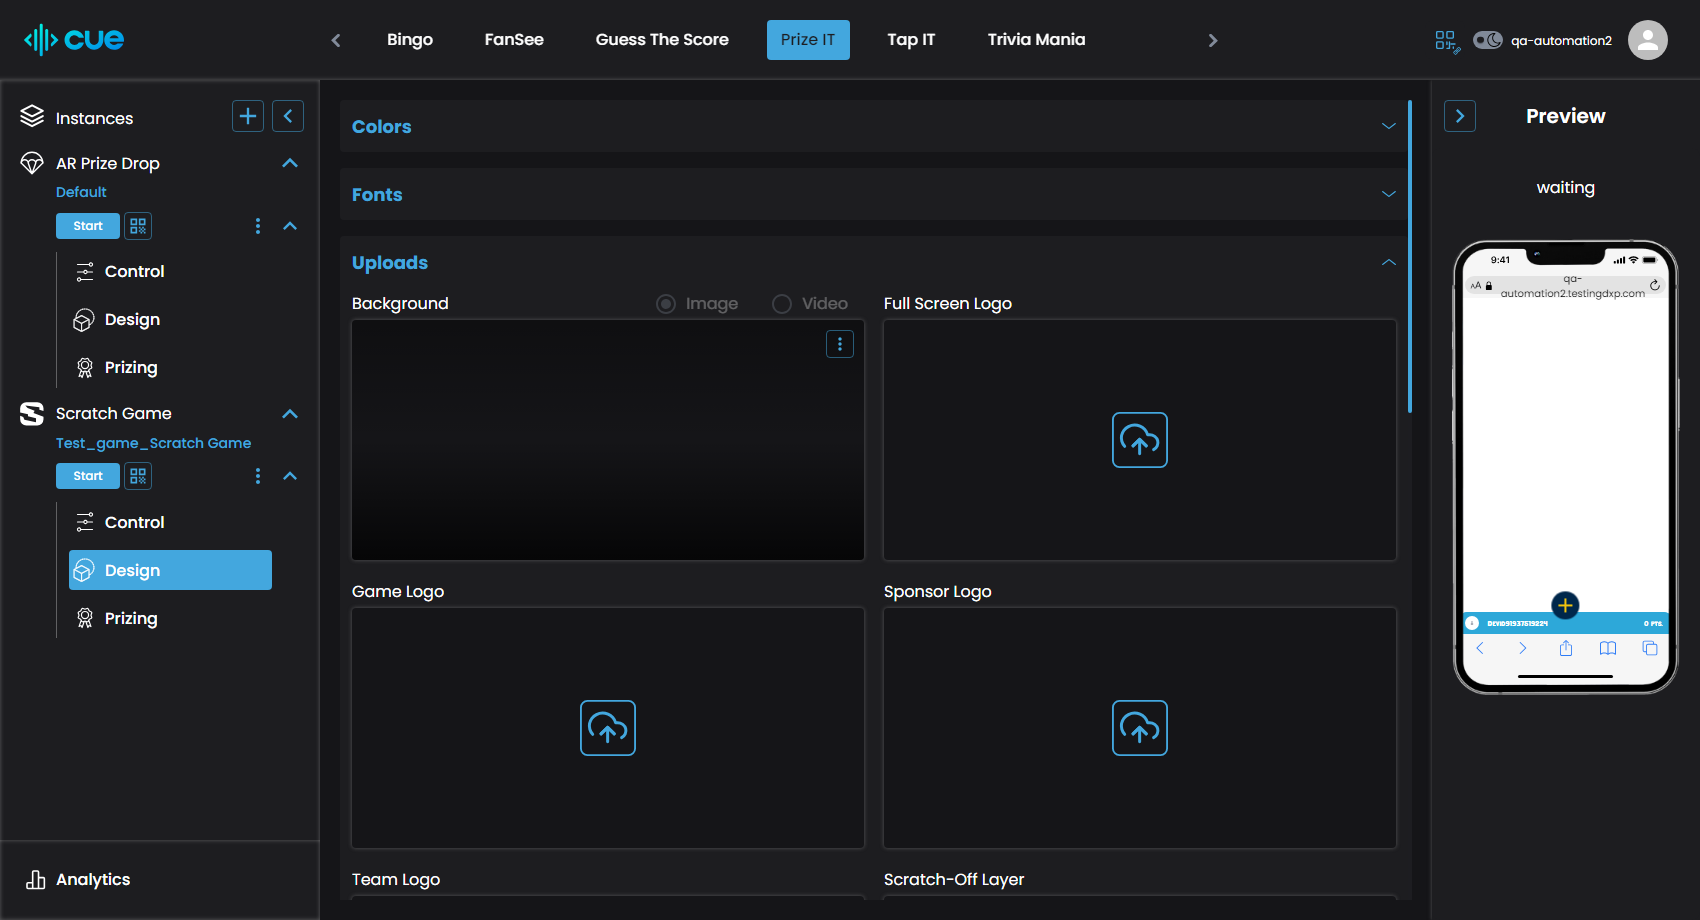 cue
Bingo
FanSee
Guess The Score
Prize IT
Tap IT
Trivia Mania
qa-automation2
Instances
AR Prize Drop
Default
Start
Control
Design
Prizing
Scratch Game
Test_game_Scratch Game
Start
Control
Design
Prizing
Analytics
Colors
Fonts
Uploads
Background
Image
Video
Full Screen Logo
Game Logo
Sponsor Logo
Team Logo
Scratch-Off Layer
Preview
waiting
9:41
AA
qa-
automation2.testingdxp.com
0 PTS.